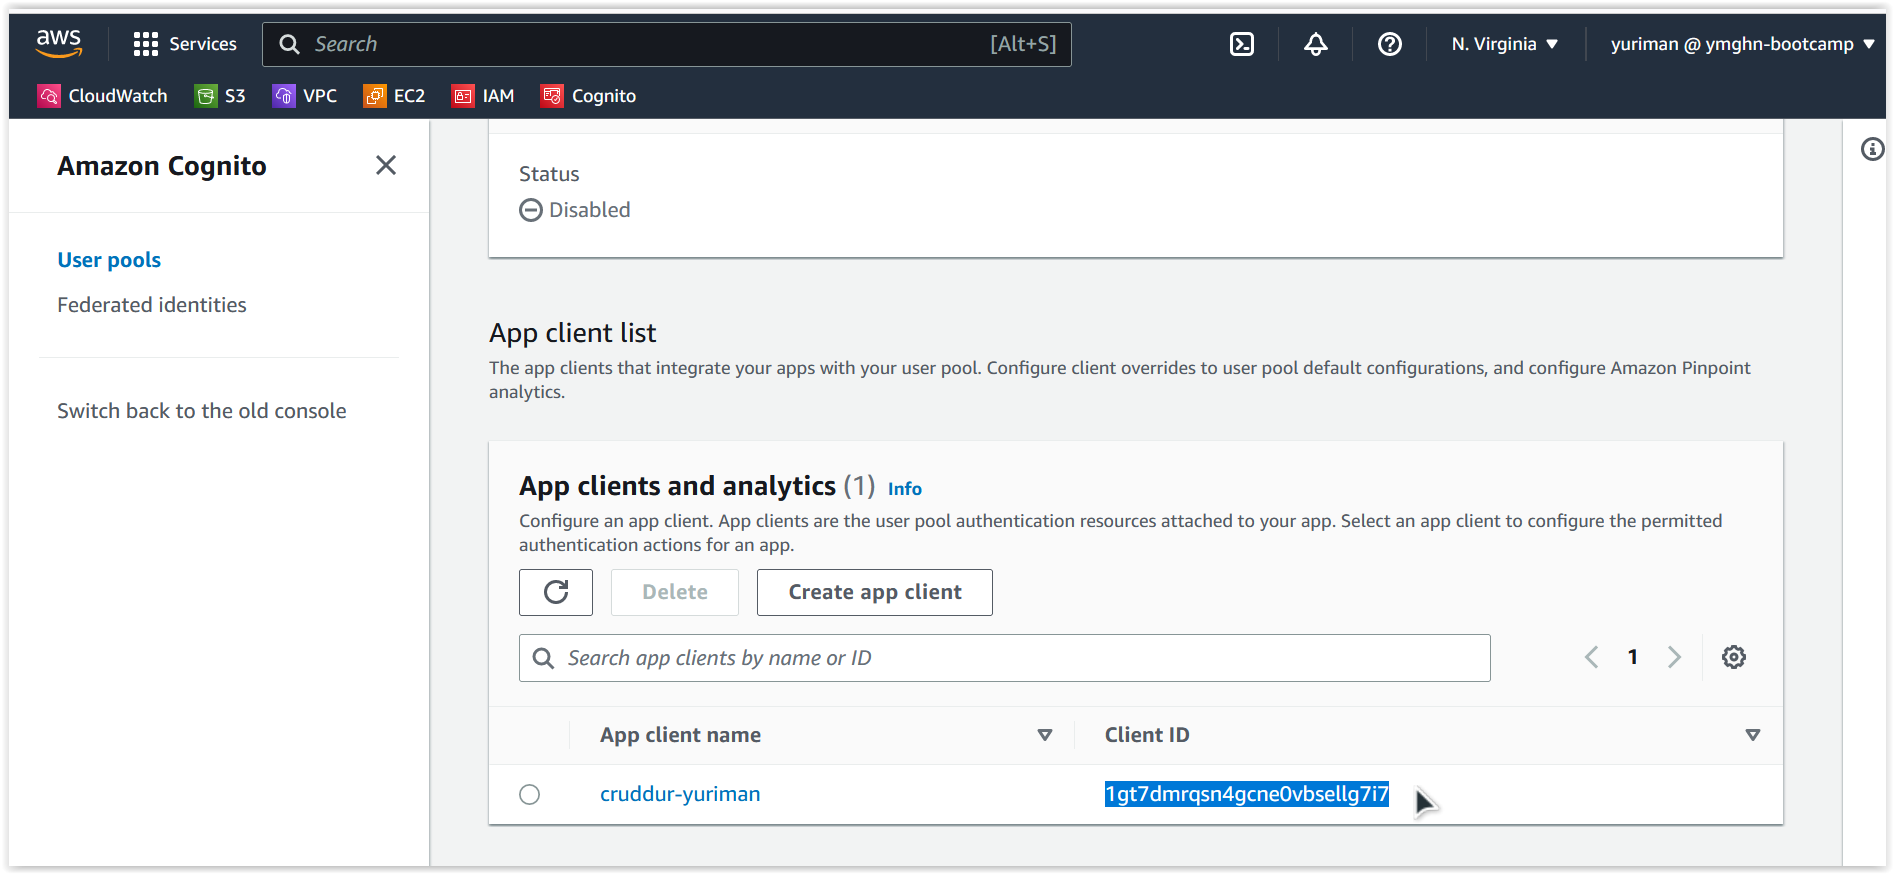 aws
Services
Search
[Alt+S]
N. Virginia
yuriman @ ymghn-bootcamp
CloudWatch
S3
VPC
EC2
IAM
Cognito
Amazon Cognito
User pools
Federated identities
Switch back to the old console
Status
Disabled
App client list
The app clients that integrate your apps with your user pool. Configure client overrides to user pool default configurations, and configure Amazon Pinpoint
analytics.
App clients and analytics (1) Info
Configure an app client. App clients are the user pool authentication resources attached to your app. Select an app client to configure the permitted
authentication actions for an app.
Delete
Create app client
Search app clients by name or ID
1
App client name
Client ID
cruddur-yuriman
1gt7dmrqsn4gcne0vbsellg7i7